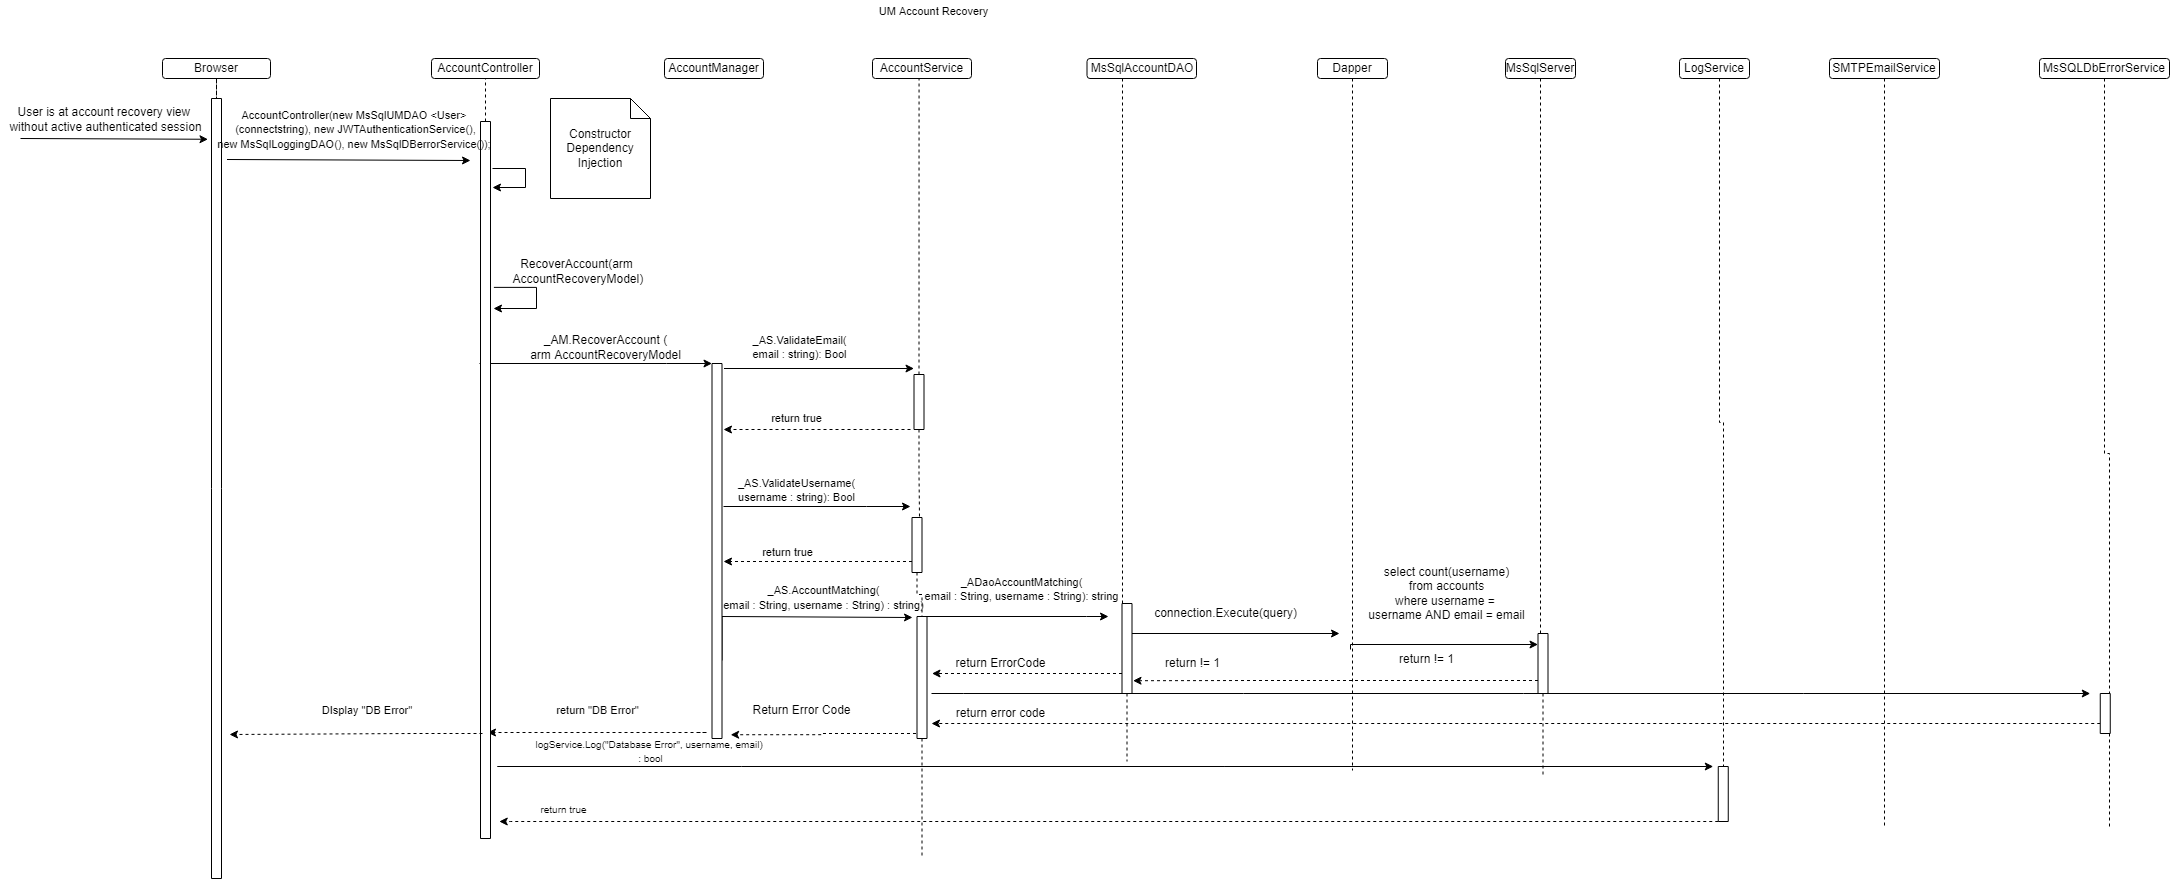 UM Account Recovery
Browser
AccountController
AccountManager
AccountService
MsSqlAccountDAO
Dapper
MsSqlServer
LogService
SMTPEmailService
MsSQLDbErrorService
User is at account recovery view
without active authenticated session
AccountController(new MsSqlUMDAO <User>
(connectstring), new JWTAuthenticationService(),
new MsSqlLoggingDAO(), new MsSqlDBerrorService());
Constructor
Dependency
Injection
RecoverAccount(arm
AccountRecoveryModel)
_AM.RecoverAccount (
arm AccountRecoveryModel
_AS.ValidateEmail(
email : string): Bool
return true
_AS.ValidateUsername(
username : string): Bool
return true
_AS.AccountMatching(
email : String, username : String) : string)
_ADaoAccountMatching(
email : String, username : String): string
connection.Execute(query)
select count(username)
from accounts
where username =
username AND email = email
return ErrorCode
return != 1
return != 1
DIsplay "DB Error"
return "DB Error"
Return Error Code
return error code
logService.Log("Database Error", username, email)
: bool
return true